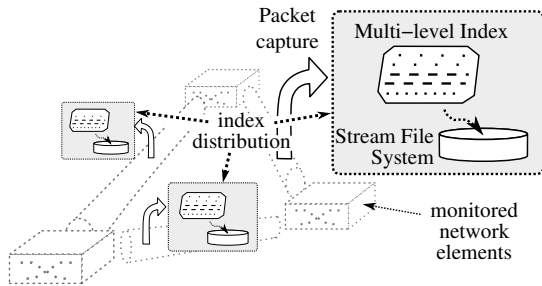 Packet
capture
Multi−level Index
index
distribution
Stream File
System
monitored
network
elements